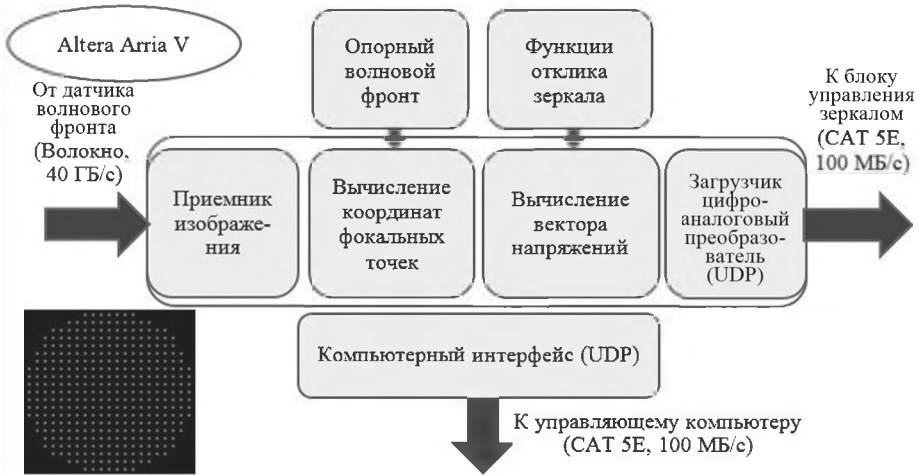 Altera Arria V
От датчика
волнового
фронта
(Волокно,
40 ГБ/с)
Опорный
волновой
фронт
Функции
отклика
зеркала
К блоку
управления
зеркалом
(CAT 5E,
100 МБ/с)
Приемник
изображе-
ния
Вычисление
координат
фокальных
точек
Вычисление
вектора
напряжений
Загрузчик
цифро-
аналоговый
преобразо-
ватель
(UDP)
Компьютерный интерфейс (UDP)
К управляющему компьютеру
(CAT 5E, 100 МБ/с)